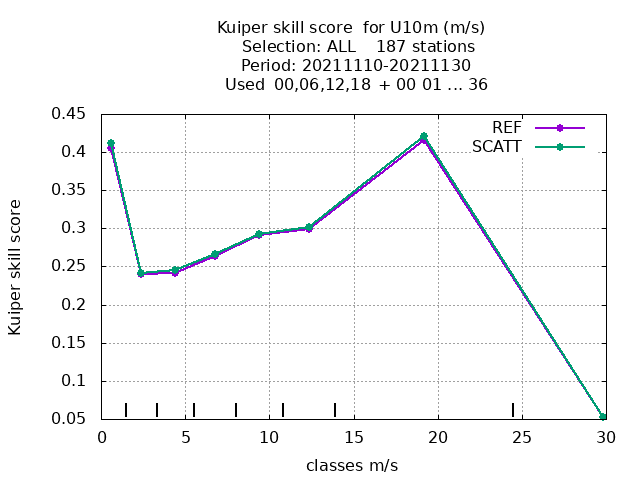 Kuiper skill score  for U10m (m/s)
Selection: ALL    187 stations
Period: 20211110-20211130
Used  00,06,12,18  + 00 01 ... 36
REF
SCATT
Kuiper skill score
0.45
0.4
0.35
0.3
0.25
0.2
0.15
0.1
0.05
0 5 10 15 20 25 30
classes m/s